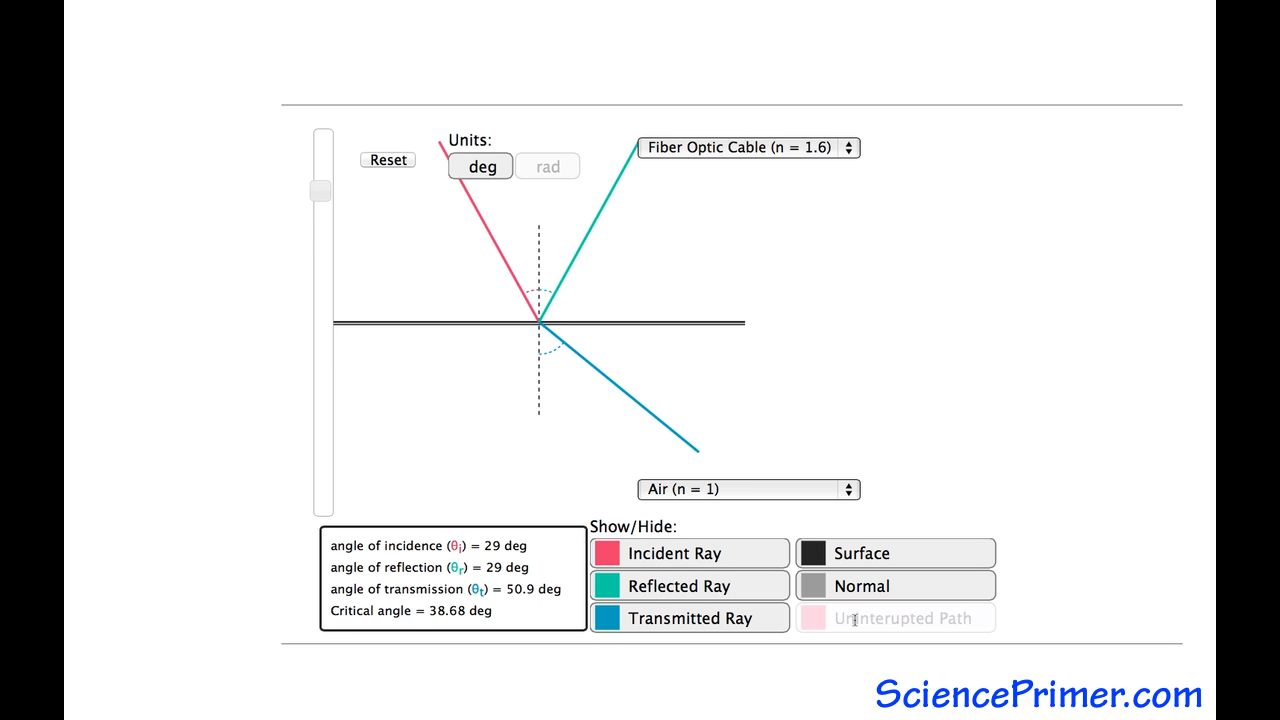 Units:
Reset
deg
rad
Fiber Optic Cable (n = 1.6)
Air (n = 1)
angle of incidence (θi) = 29 deg
angle of reflection (θr) = 29 deg
angle of transmission (θt) = 50.9 deg
Critical angle = 38.68 deg
Show/Hide:
Incident Ray
Surface
Reflected Ray
Normal
Transmitted Ray
Uninterupted Path
SciencePrimer.com